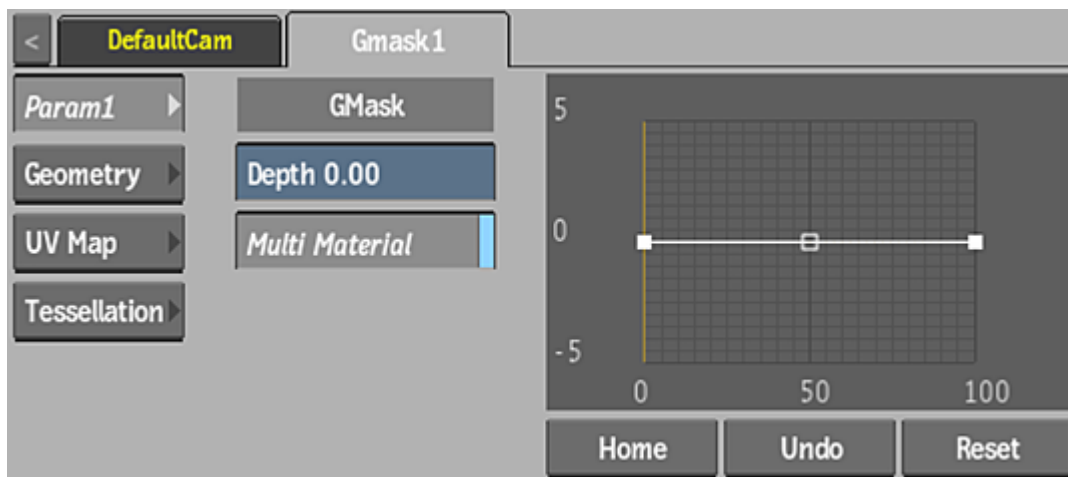 < DefaultCam Gmask1
Param1 GMask
Geometry Depth 0.00
UV Map Multi Material
Tessellation
5
0
-5
0 50 100
Home Undo Reset